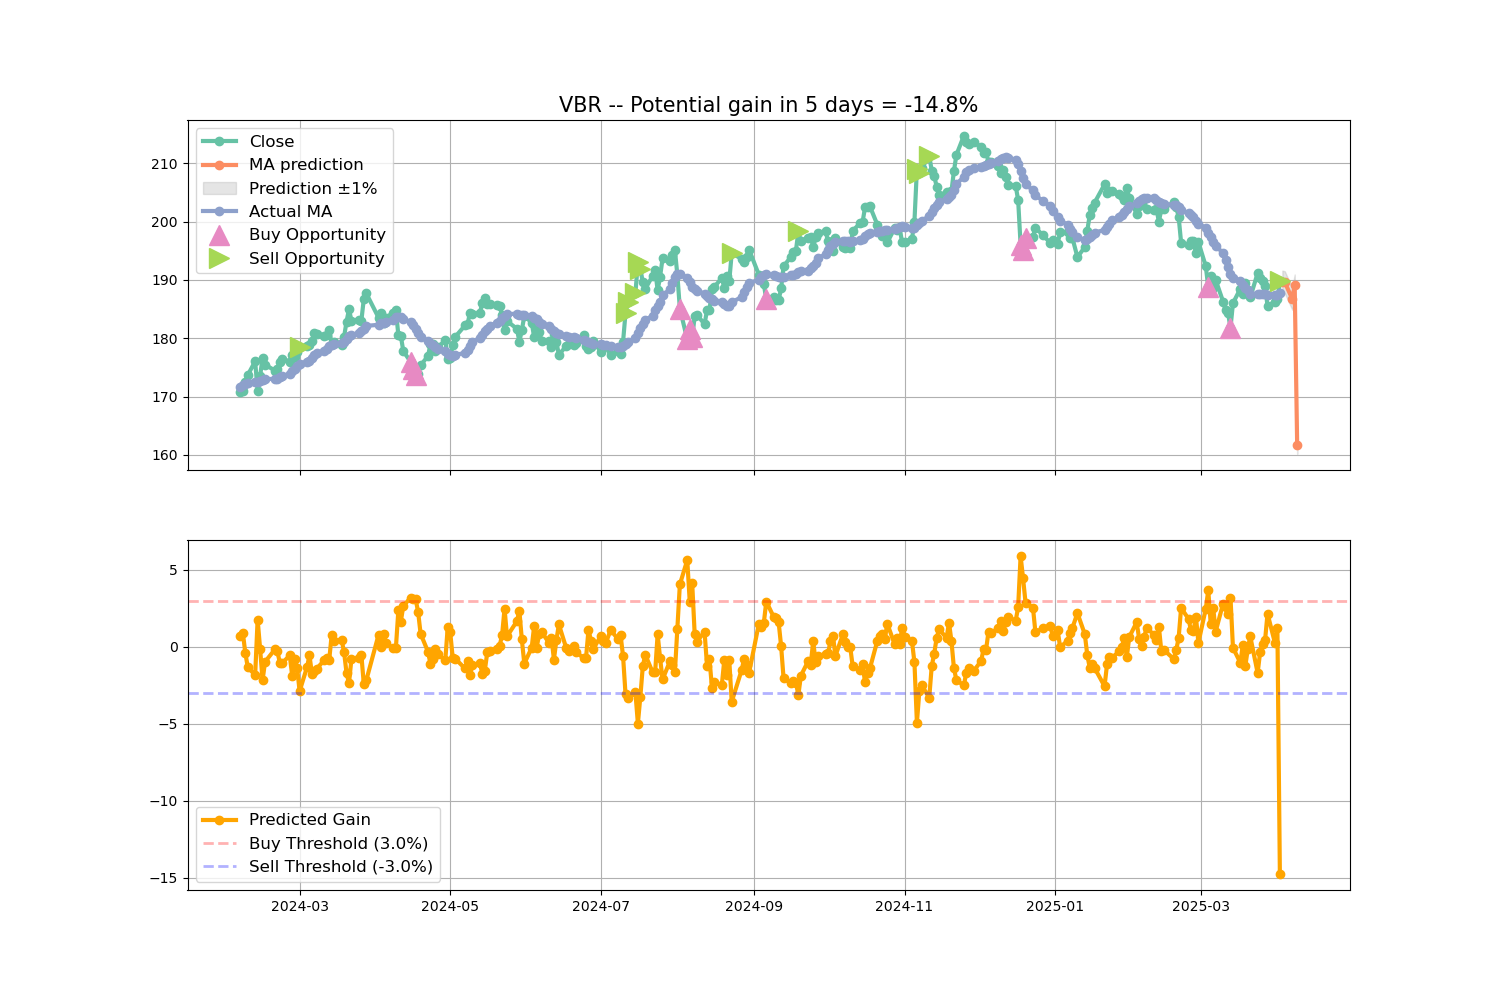 VBR -- Potential gain in 5 days = -14.8%
Close
MA prediction
Prediction ±1%
Actual MA
Buy Opportunity
Sell Opportunity
210
200
190
180
170
160
5
0
−5
−10
−15
Predicted Gain
Buy Threshold (3.0%)
Sell Threshold (-3.0%)
2024-03
2024-05
2024-07
2024-09
2024-11
2025-01
2025-03